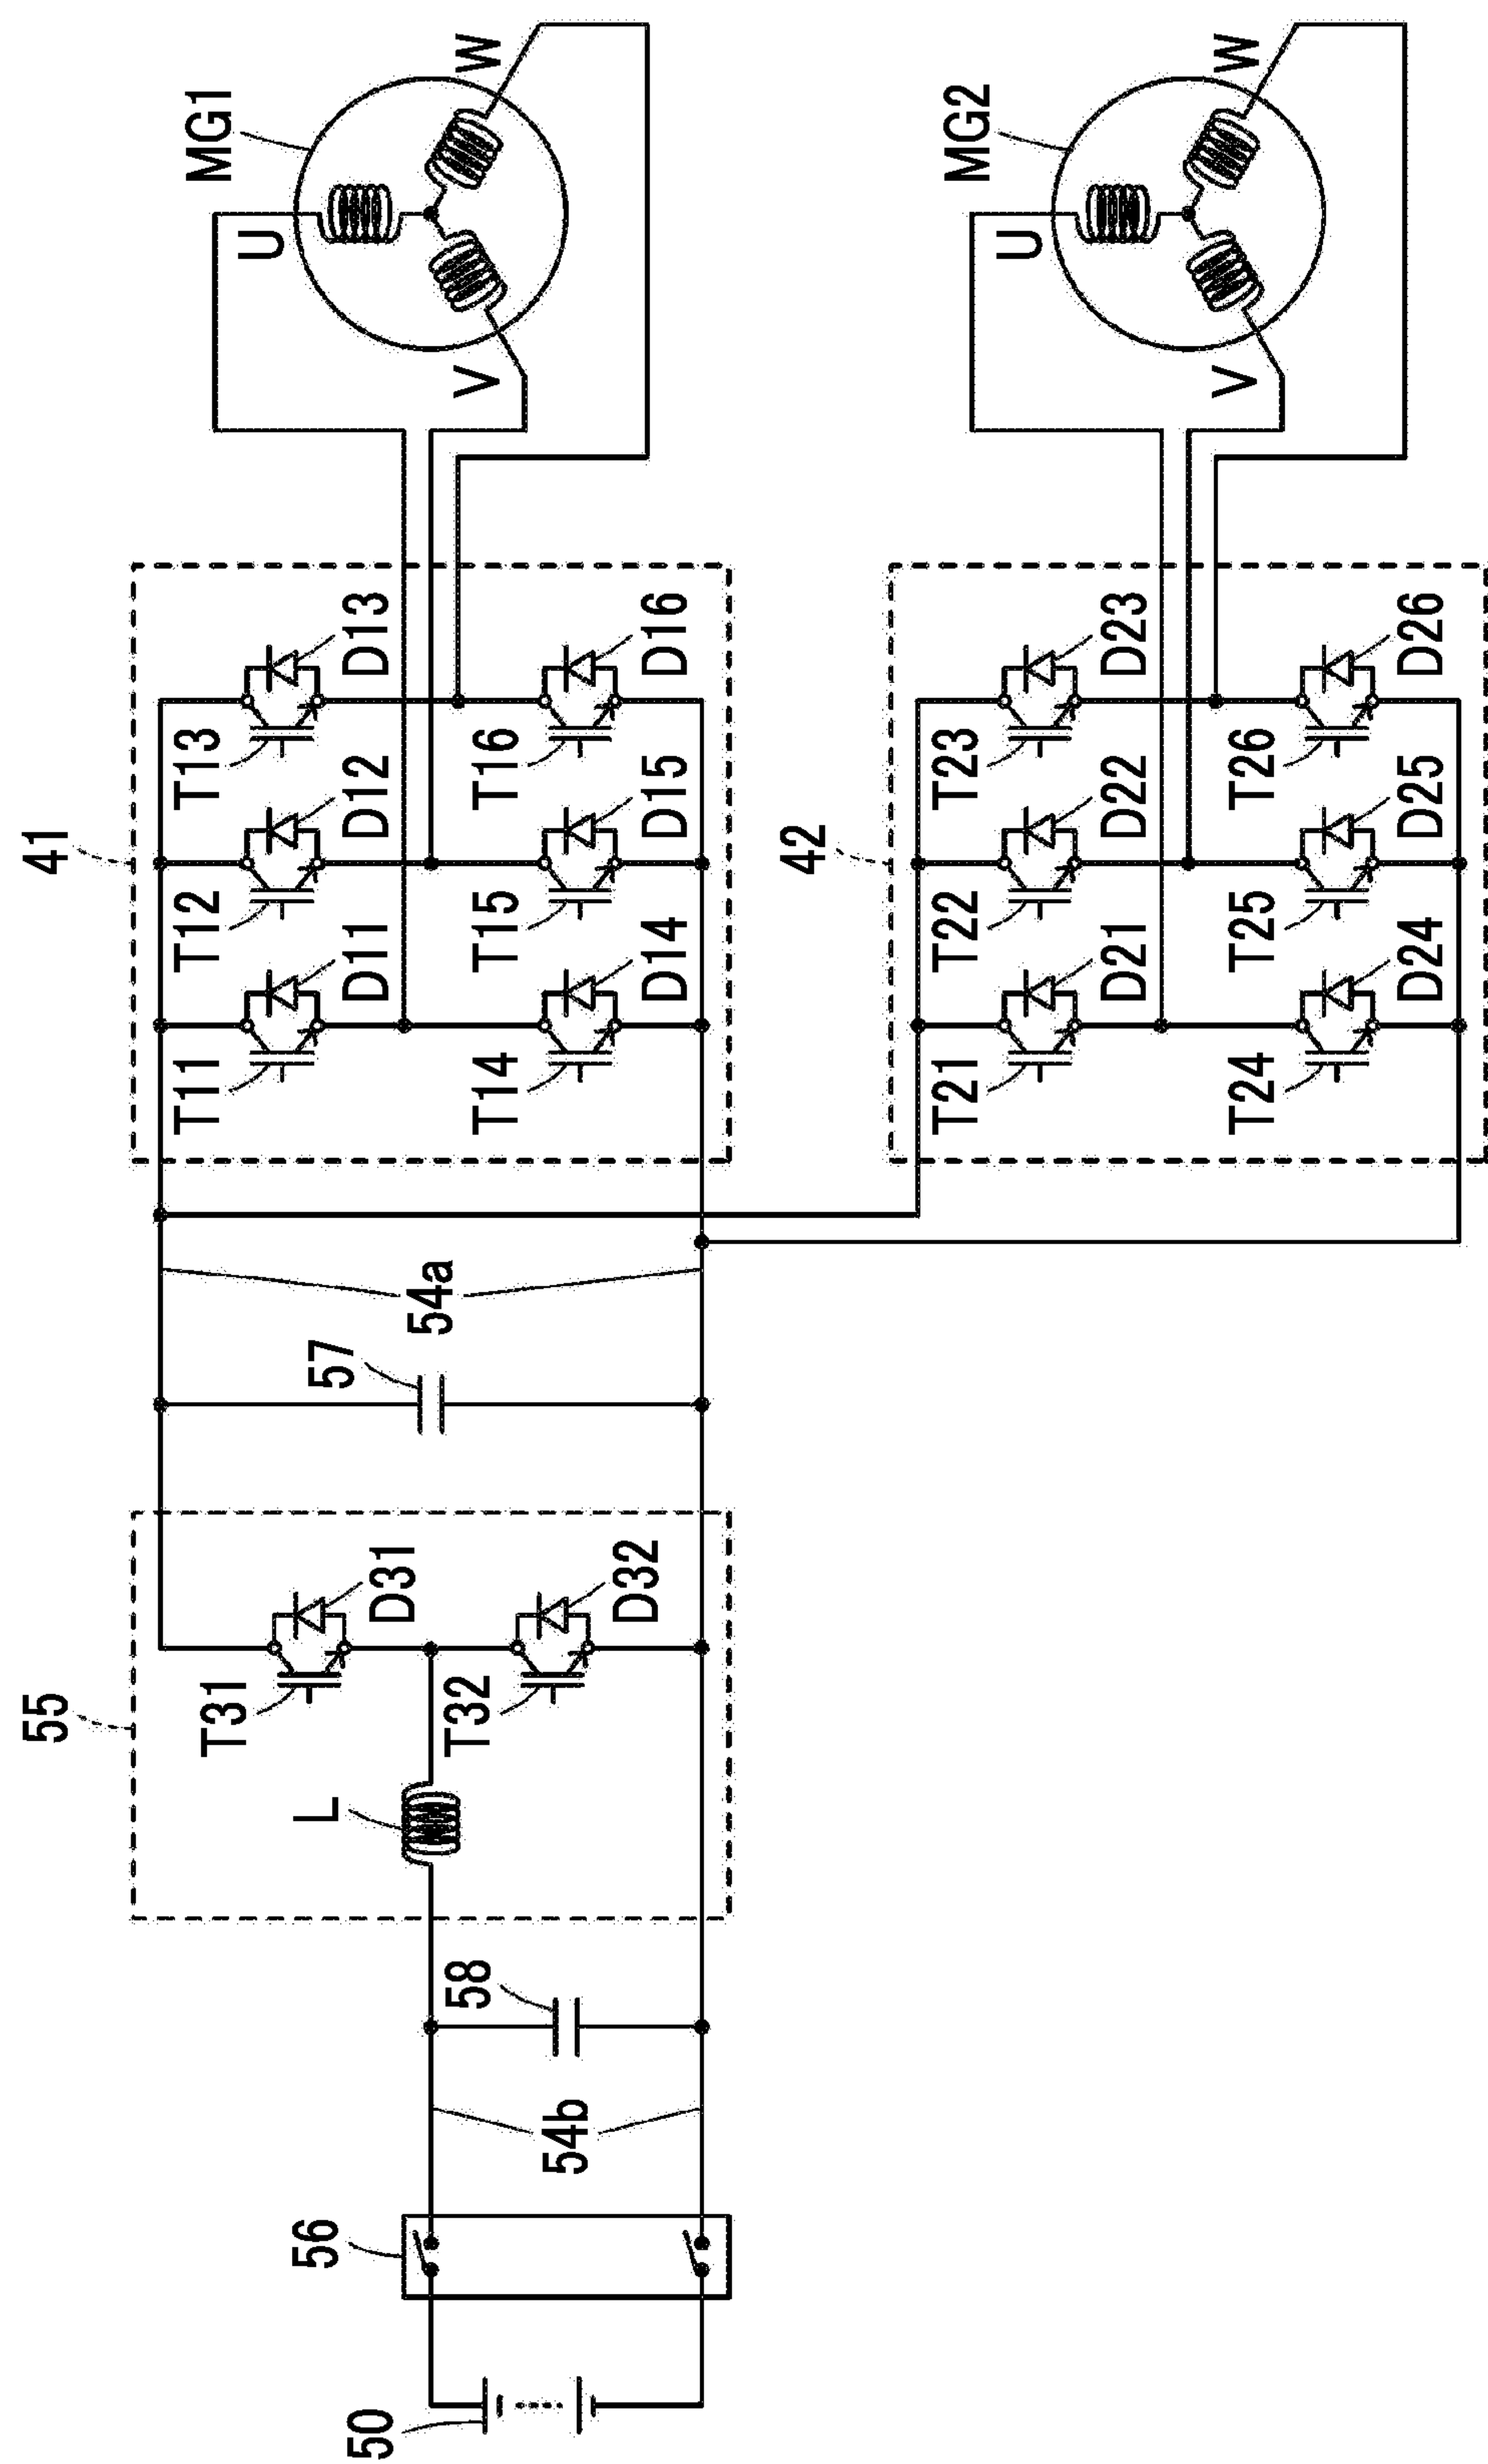 50
56
54b
58
55
L
T31
D31
T32
D32
57
54a
41
T11
D11
T12
D12
T13
D13
T14
D14
T15
D15
T16
D16
MG1
U
V
W
42
T21
D21
T22
D22
T23
D23
T24
D24
T25
D25
T26
D26
MG2
U
V
W